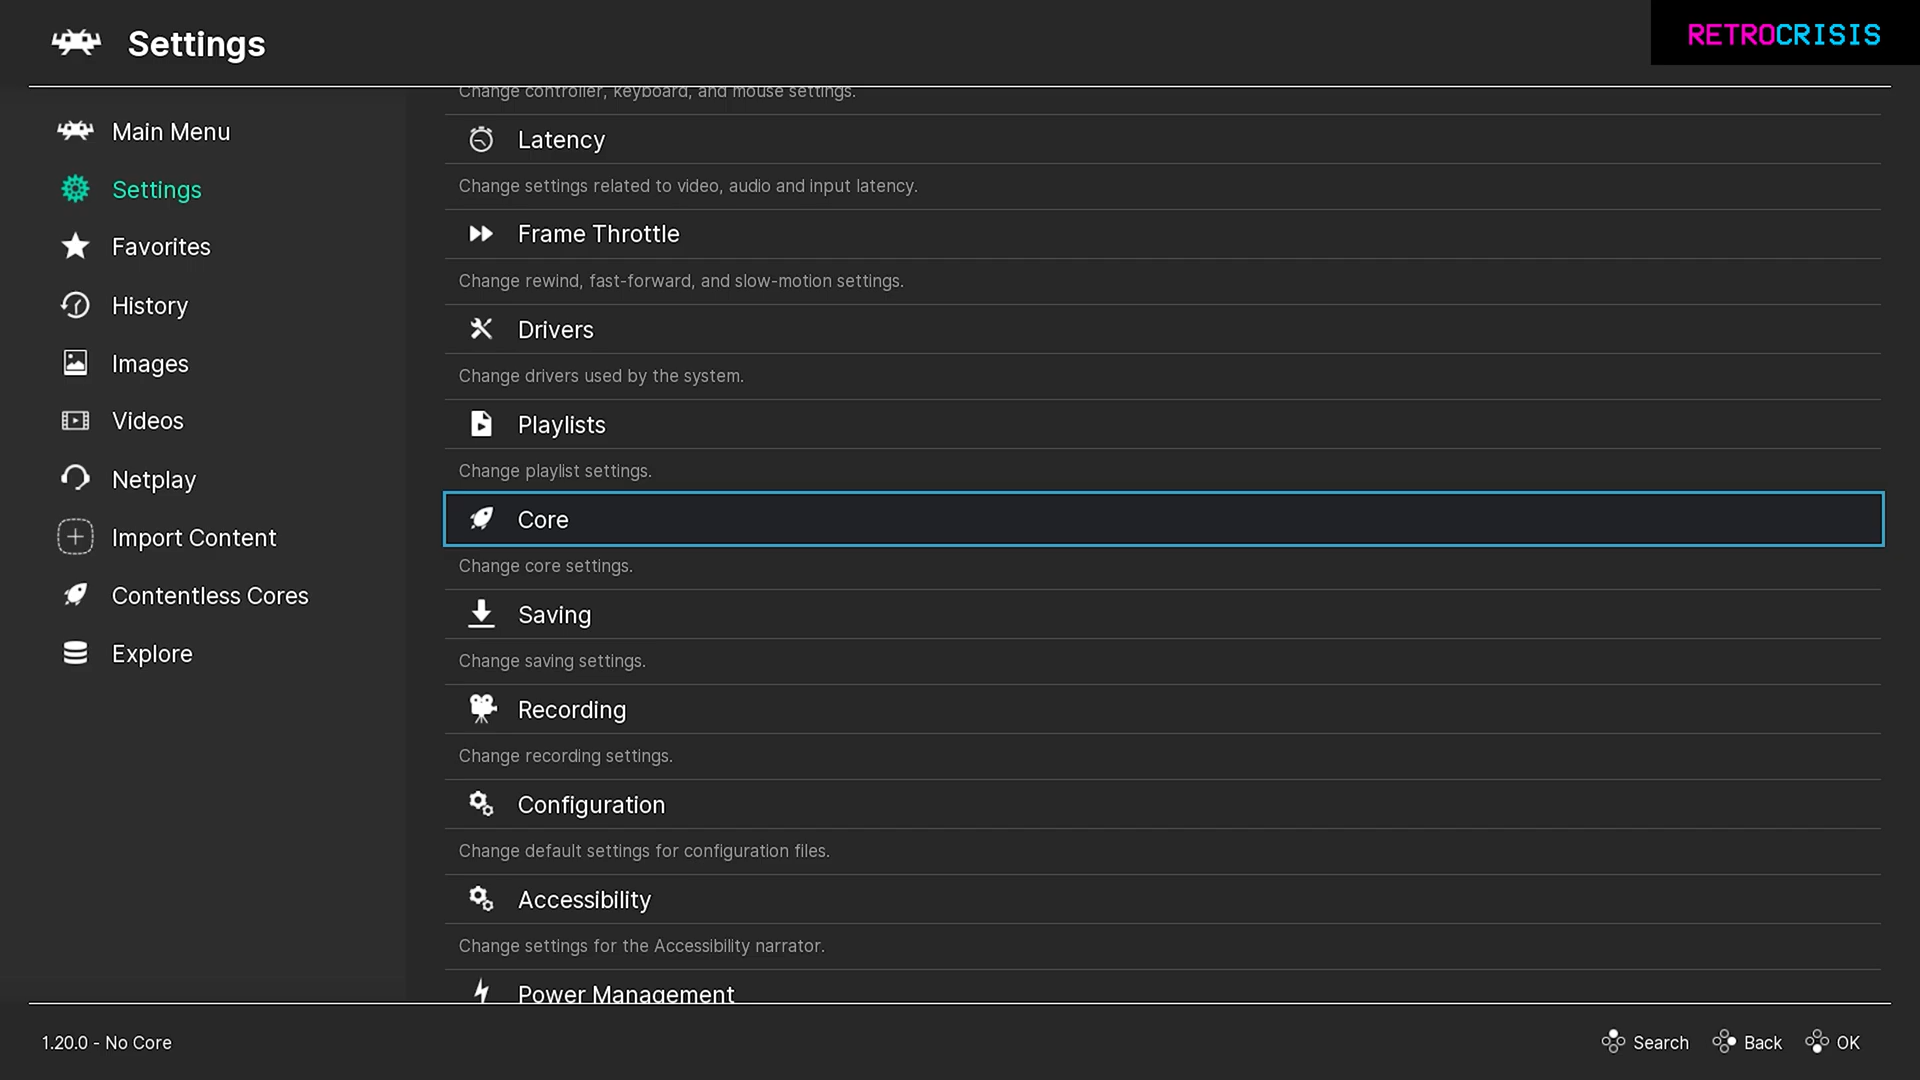 Settings
RETROCRISIS
Main Menu
Settings
Favorites
History
Images
Videos
Netplay
Import Content
Contentless Cores
Explore
Change controller, keyboard, and mouse settings.
Latency
Change settings related to video, audio and input latency.
Frame Throttle
Change rewind, fast-forward, and slow-motion settings.
Drivers
Change drivers used by the system.
Playlists
Change playlist settings.
Core
Change core settings.
Saving
Change saving settings.
Recording
Change recording settings.
Configuration
Change default settings for configuration files.
Accessibility
Change settings for the Accessibility narrator.
Power Management
1.20.0 - No Core
Search Back OK